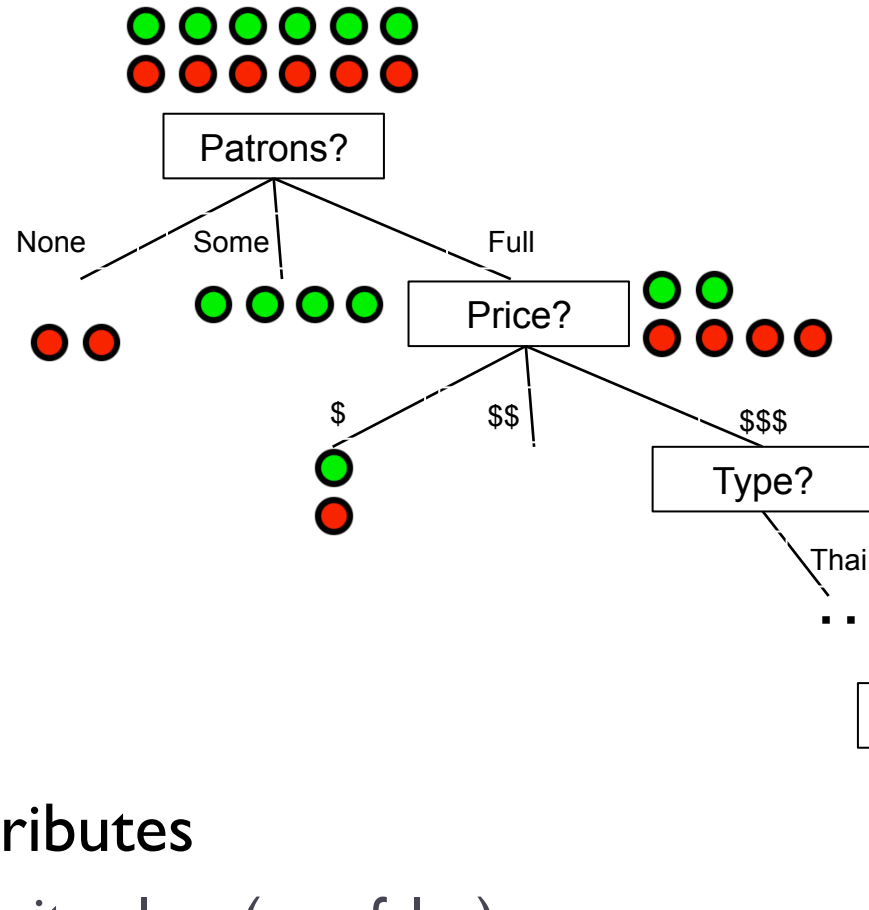 Patrons?
None
Some
Full
Price?
$
$$
$$$
Type?
Thai
ributes